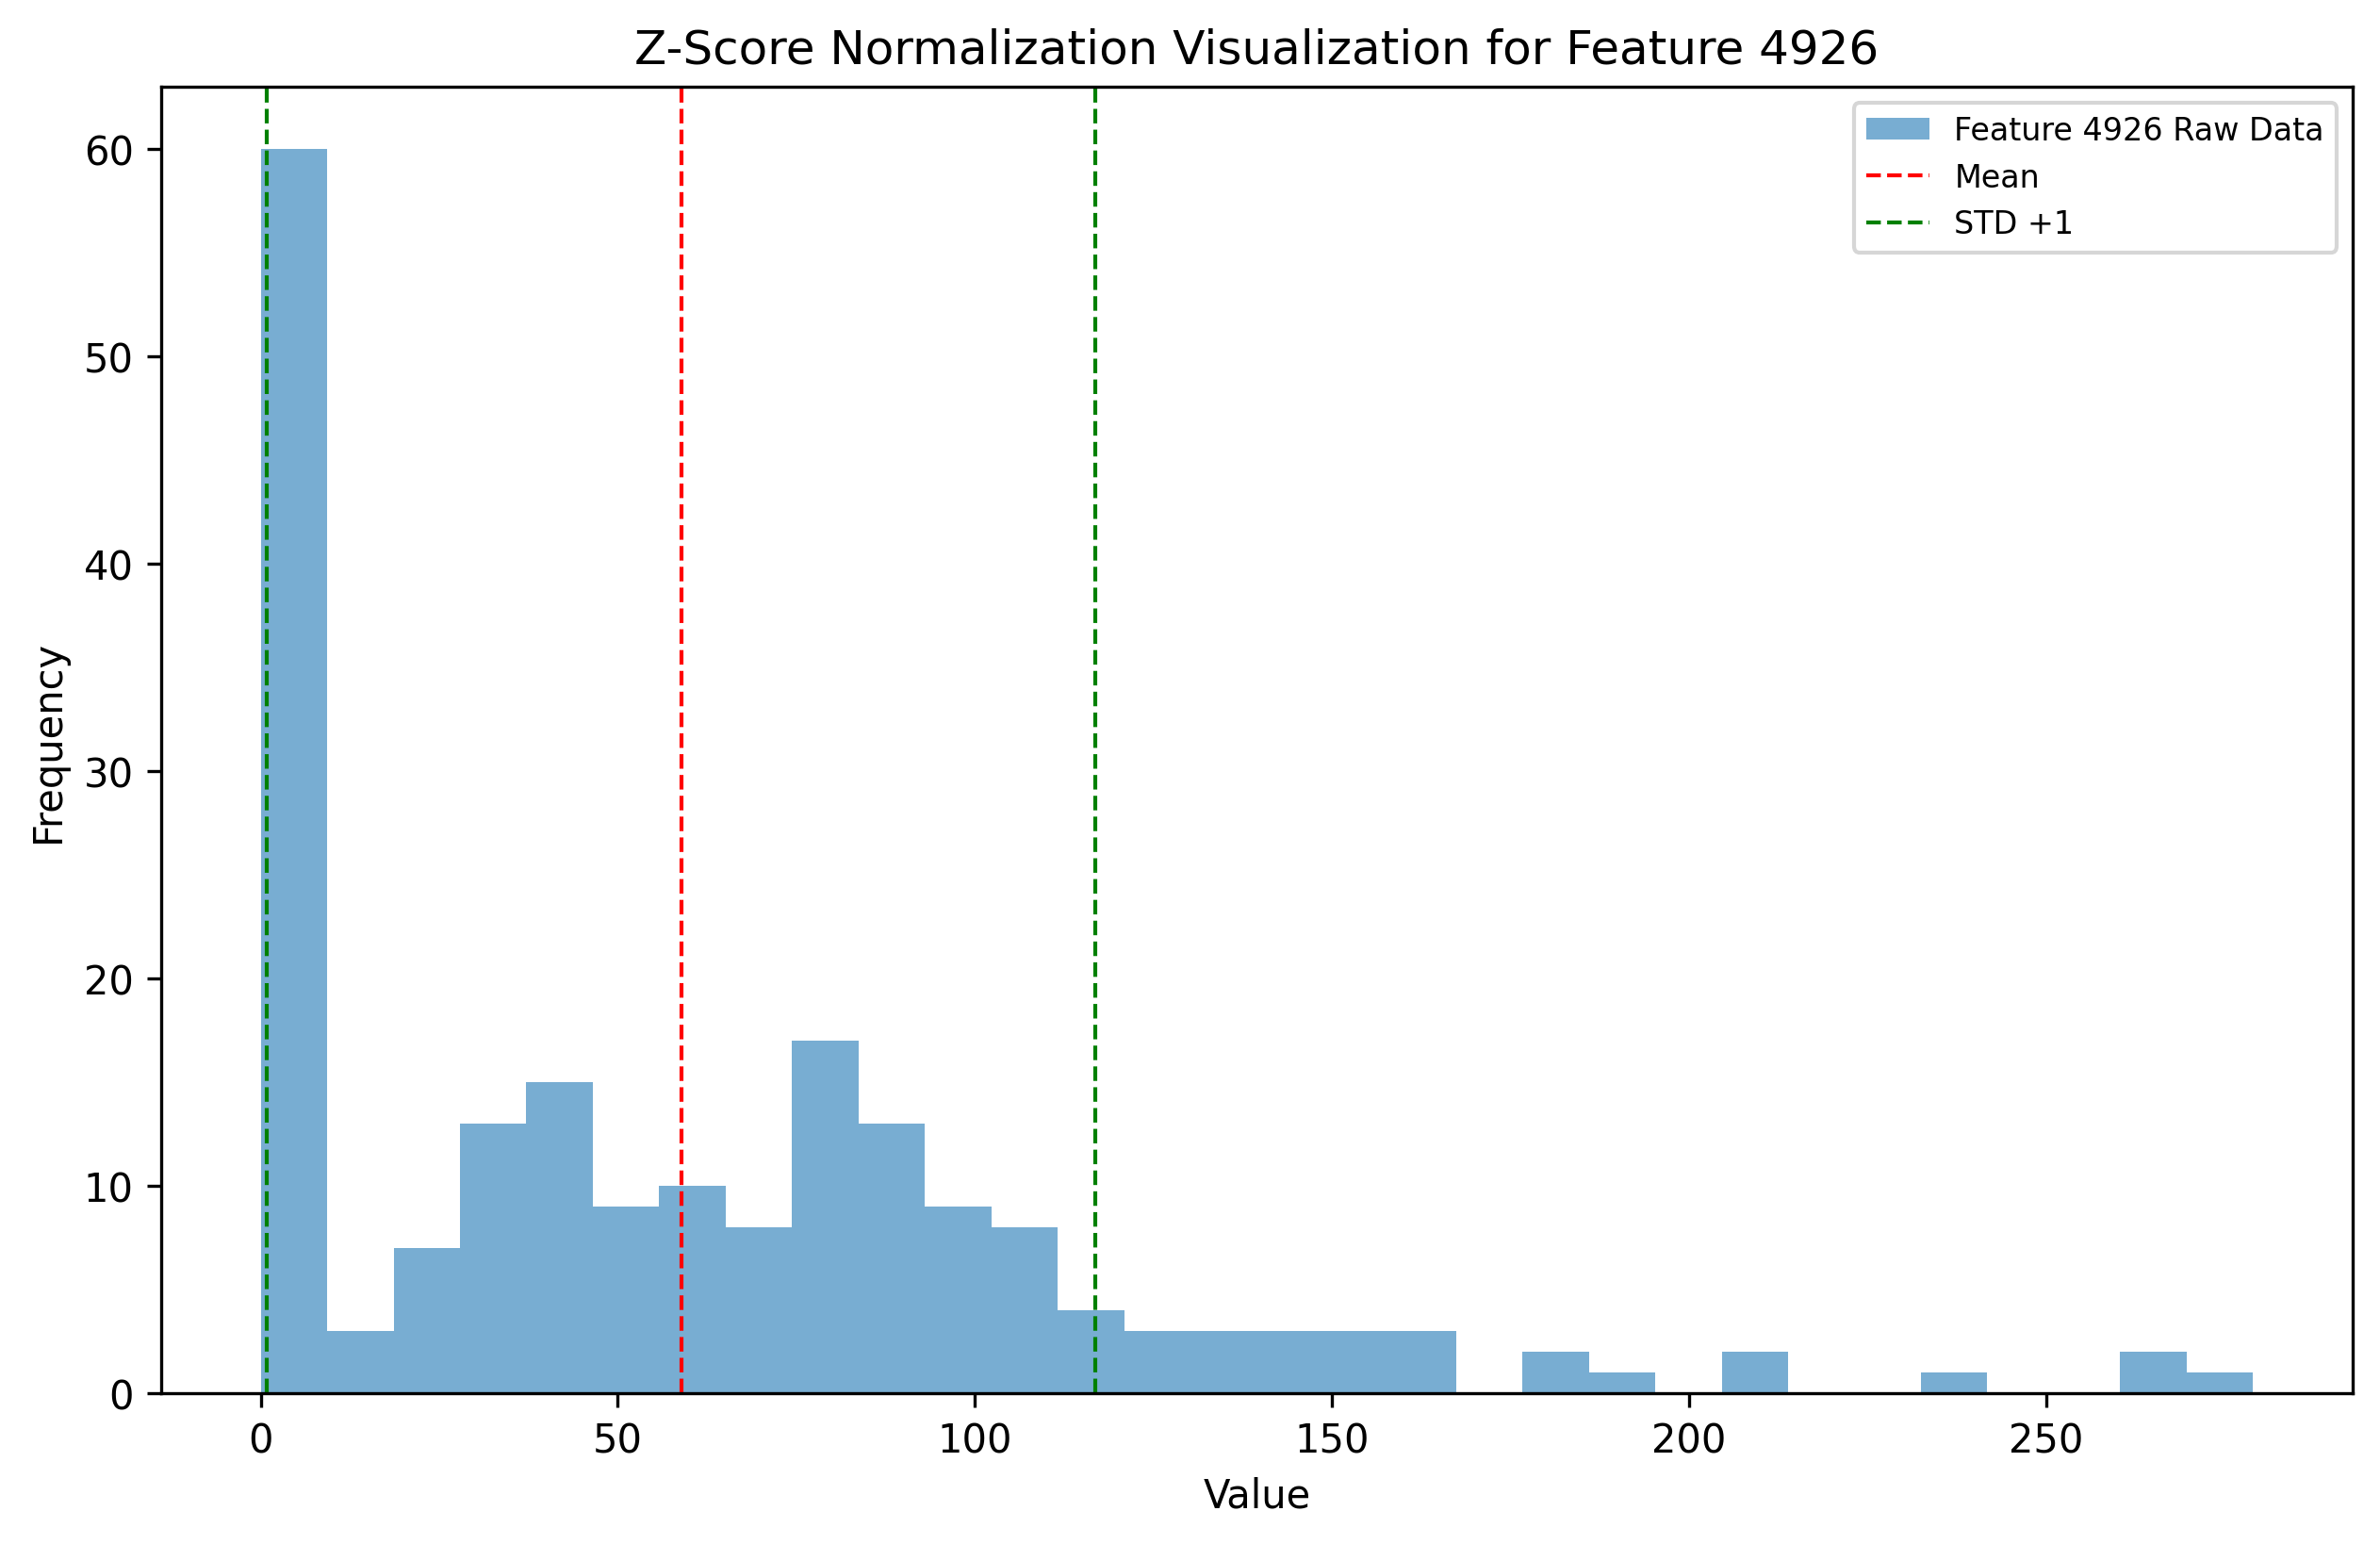 Z-Score Normalization Visualization for Feature 4926
Feature 4926 Raw Data
Mean
STD +1
60
50
40
30
20
10
0
Frequency
0 50 100 150 200 250
Value